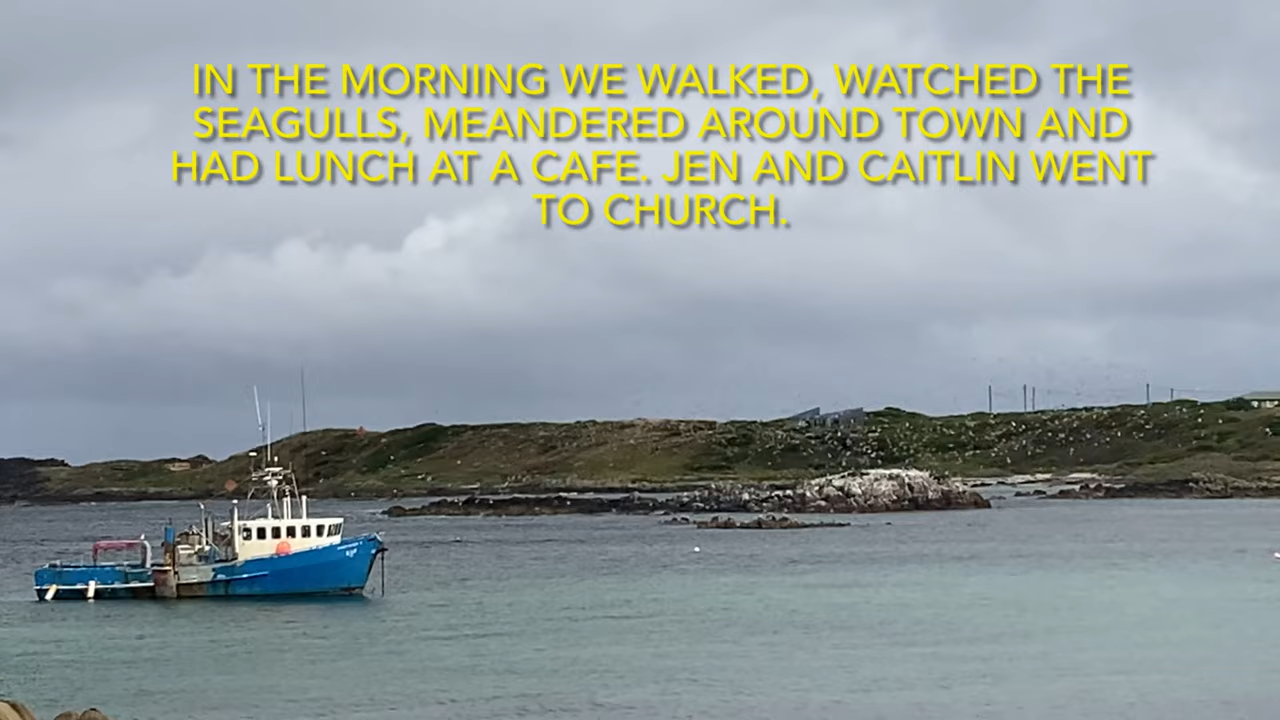 IN THE MORNING WE WALKED, WATCHED THE
SEAGULLS, MEANDERED AROUND TOWN AND
HAD LUNCH AT A CAFE. JEN AND CAITLIN WENT
TO CHURCH.